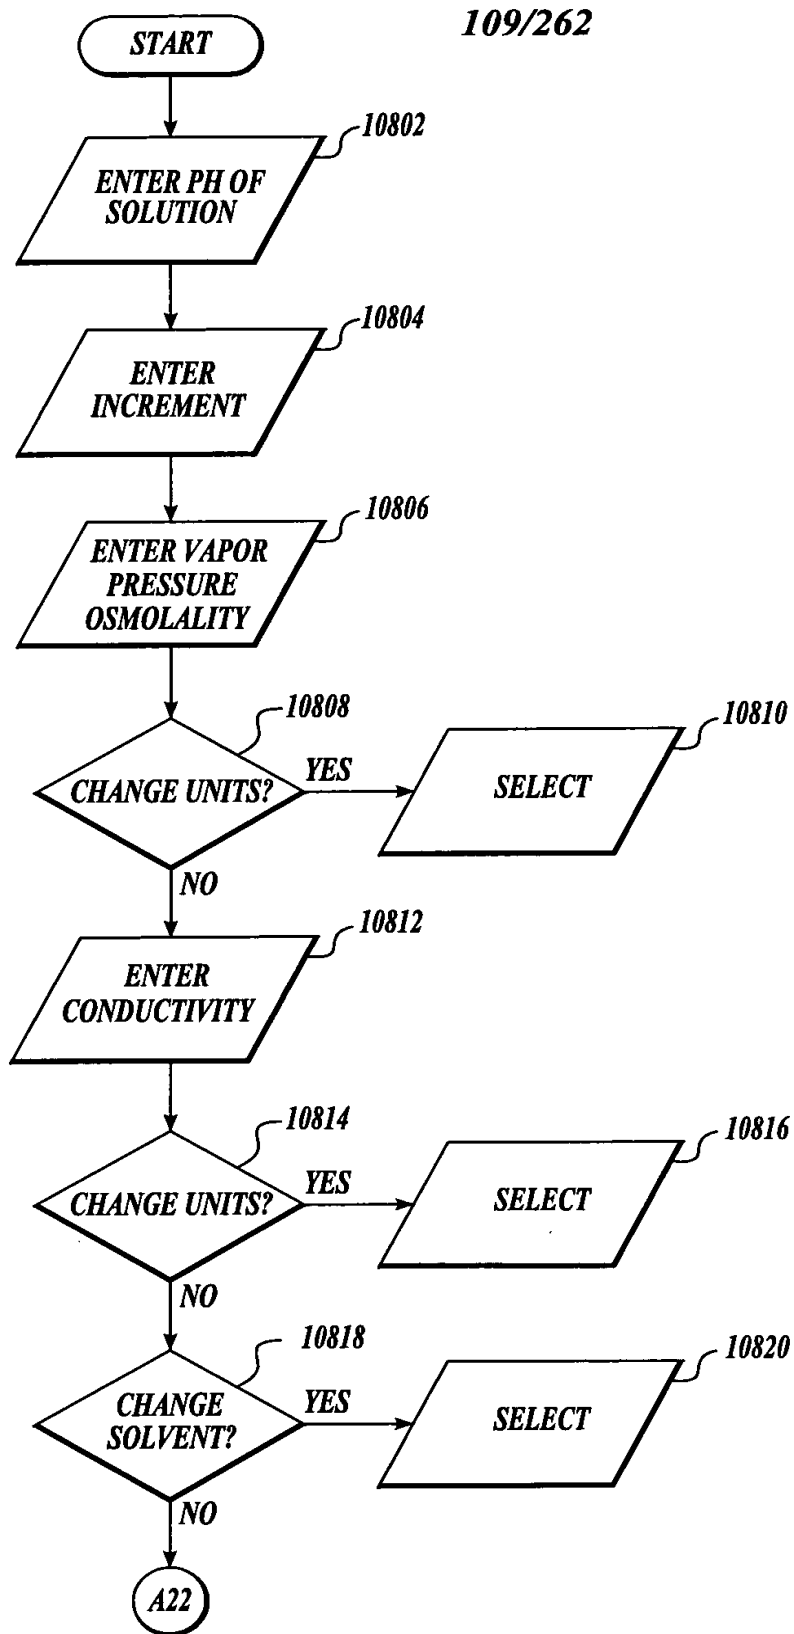 109/262
START
10802
ENTER PH OF
SOLUTION
10804
ENTER
INCREMENT
10806
ENTER VAPOR
PRESSURE
OSMOLALITY
10808
CHANGE UNITS?
YES
10810
SELECT
NO
10812
ENTER
CONDUCTIVITY
10814
CHANGE UNITS?
YES
10816
SELECT
NO
10818
CHANGE
SOLVENT?
YES
10820
SELECT
NO
A22